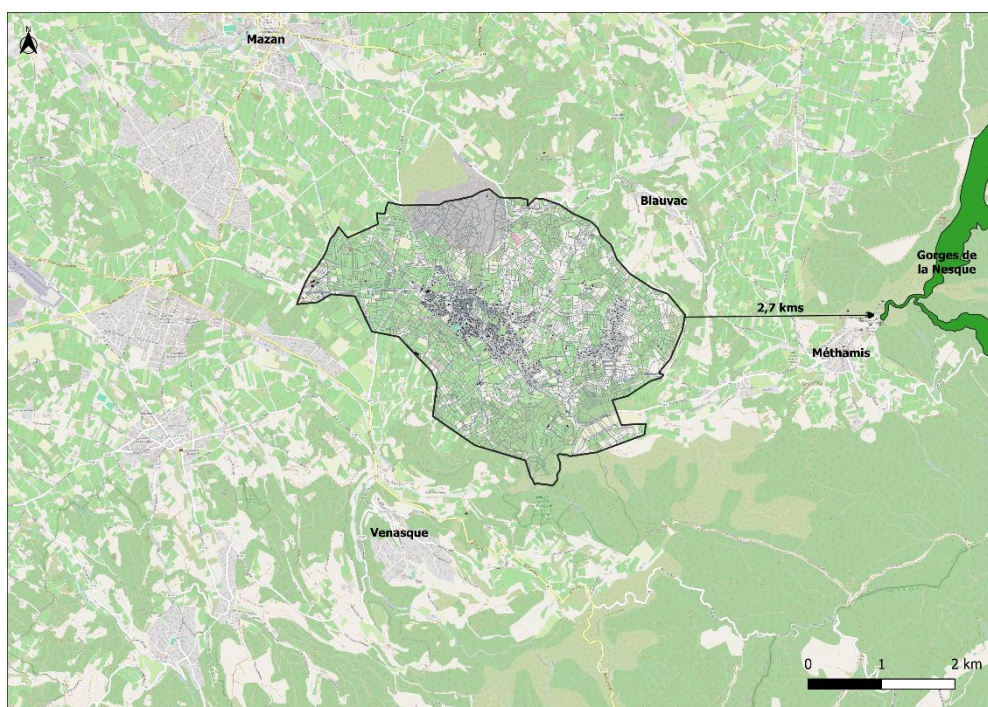 N
Mazan
Blauvac
Gorges de
la Nesque
2,7 kms
Méthamis
Venasque
0 1 2 km